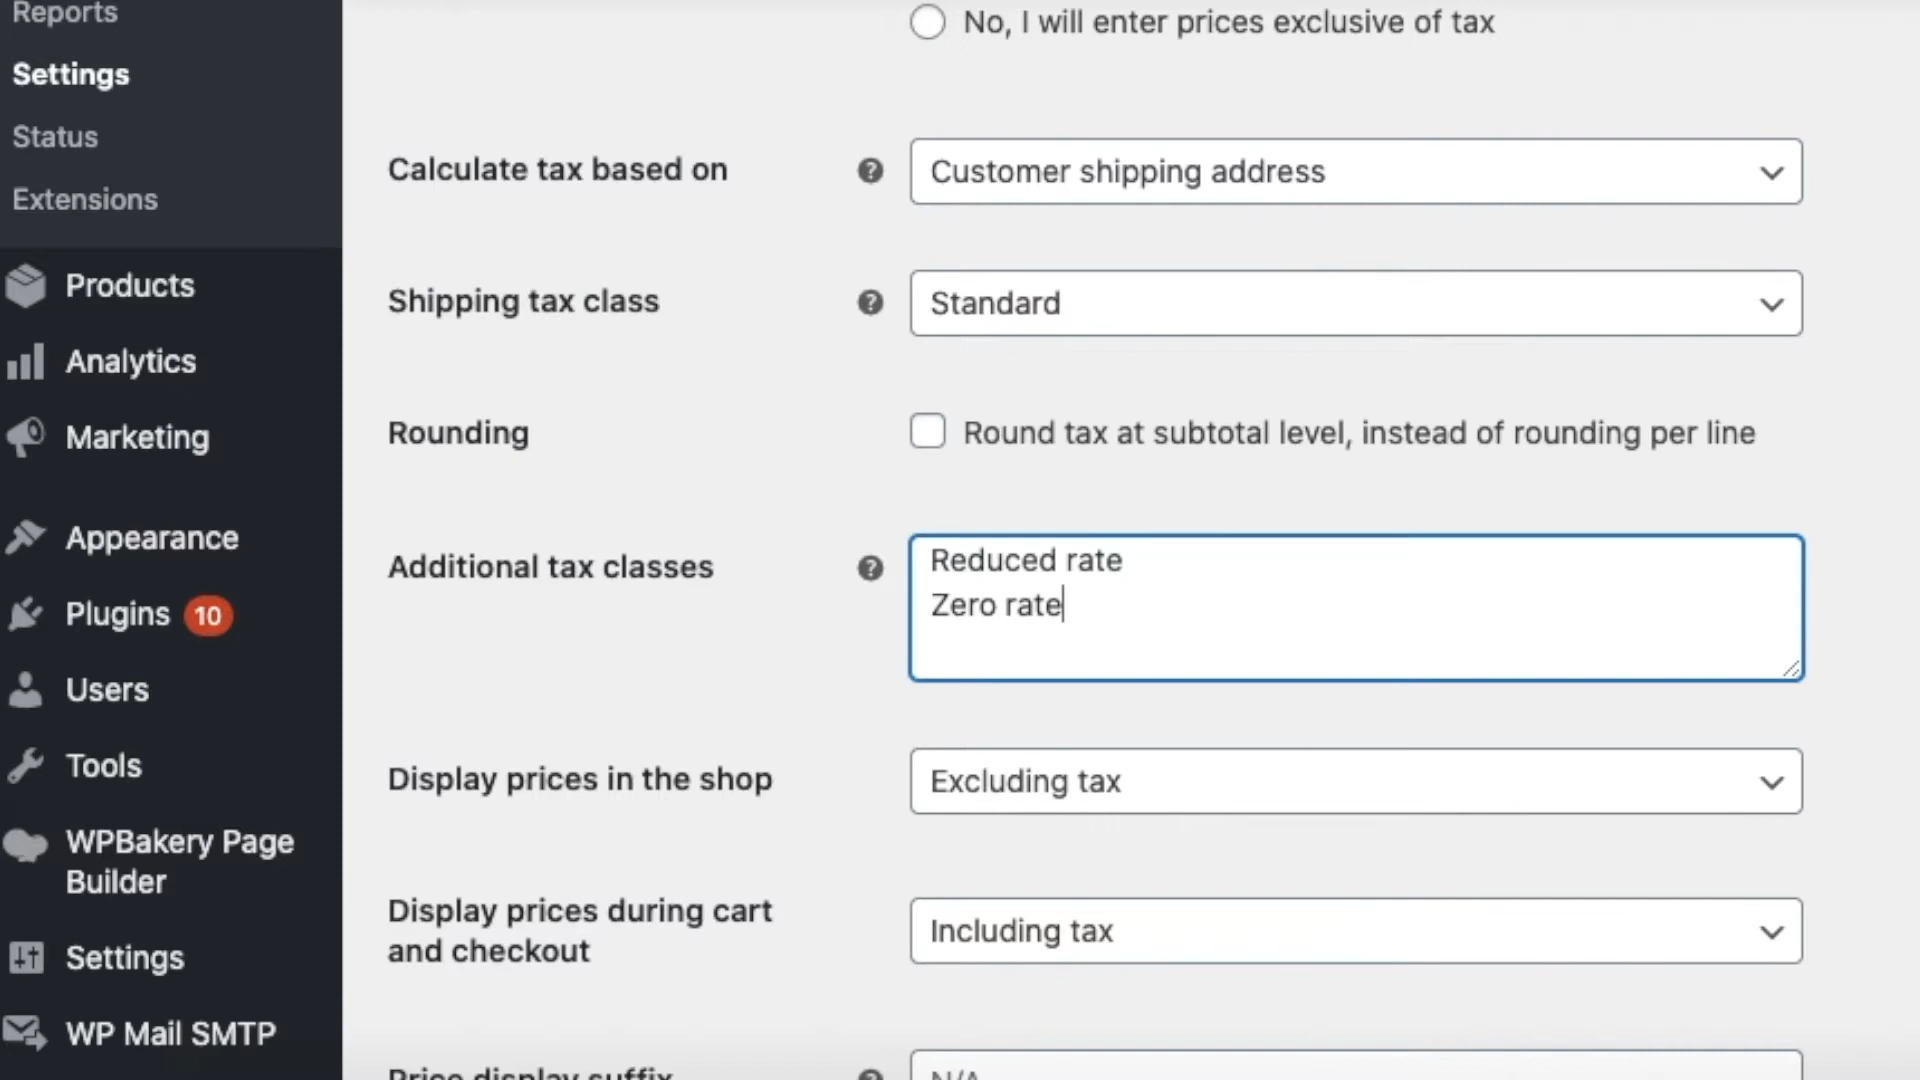 Reports
Settings
Status
Extensions
Products
Analytics
Marketing
Appearance
Plugins 10
Users
Tools
WPBakery Page
Builder
Settings
WP Mail SMTP
No, I will enter prices exclusive of tax
Calculate tax based on
Customer shipping address
Shipping tax class
Standard
Rounding
Round tax at subtotal level, instead of rounding per line
Additional tax classes
Reduced rate
Zero rate
Display prices in the shop
Excluding tax
Display prices during cart
and checkout
Including tax
Price display suffix
N/A